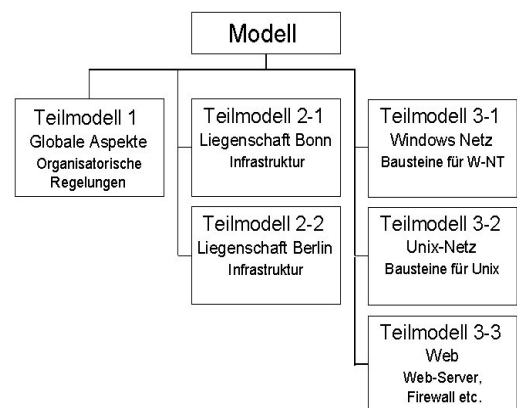 Modell
Teilmodell 1
Globale Aspekte
Organisatorische
Regelungen
Teilmodell 2-1
Liegenschaft Bonn
Infrastruktur
Teilmodell 2-2
Liegenschaft Berlin
Infrastruktur
Teilmodell 3-1
Windows Netz
Bausteine für W-NT
Teilmodell 3-2
Unix-Netz
Bausteine für Unix
Teilmodell 3-3
Web
Web-Server,
Firewall etc.